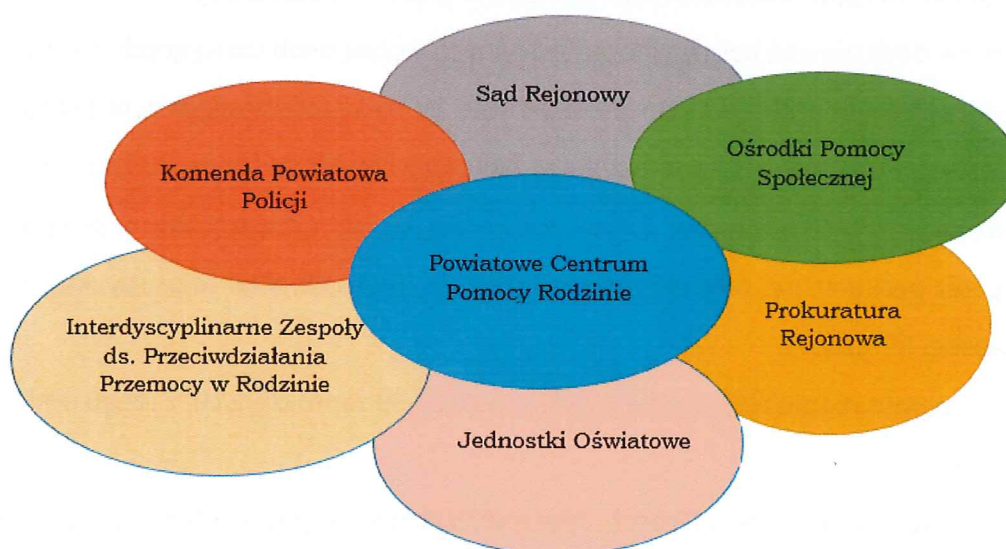 Sąd Rejonowy
Komenda Powiatowa
Policji
Ośrodki Pomocy
Społecznej
Powiatowe Centrum
Pomocy Rodzinie
Interdyscyplinarne Zespoły
ds. Przeciwdziałania
Przemocy w Rodzinie
Prokuratura
Rejonowa
Jednostki Oświatowe